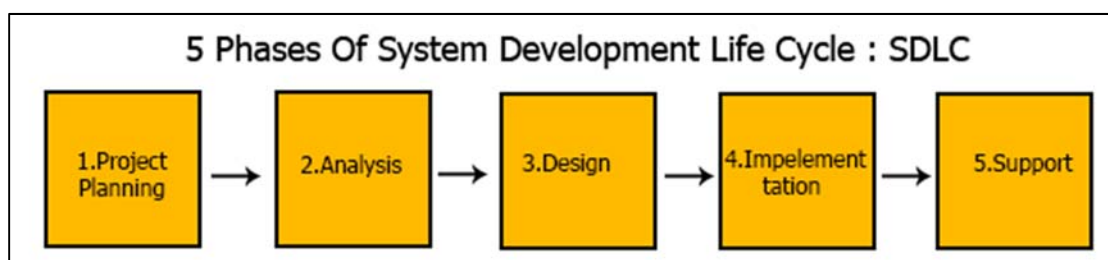 5 Phases Of System Development Life Cycle : SDLC
1.Project
Planning
2.Analysis
3.Design
4.Impelement
tation
5.Support